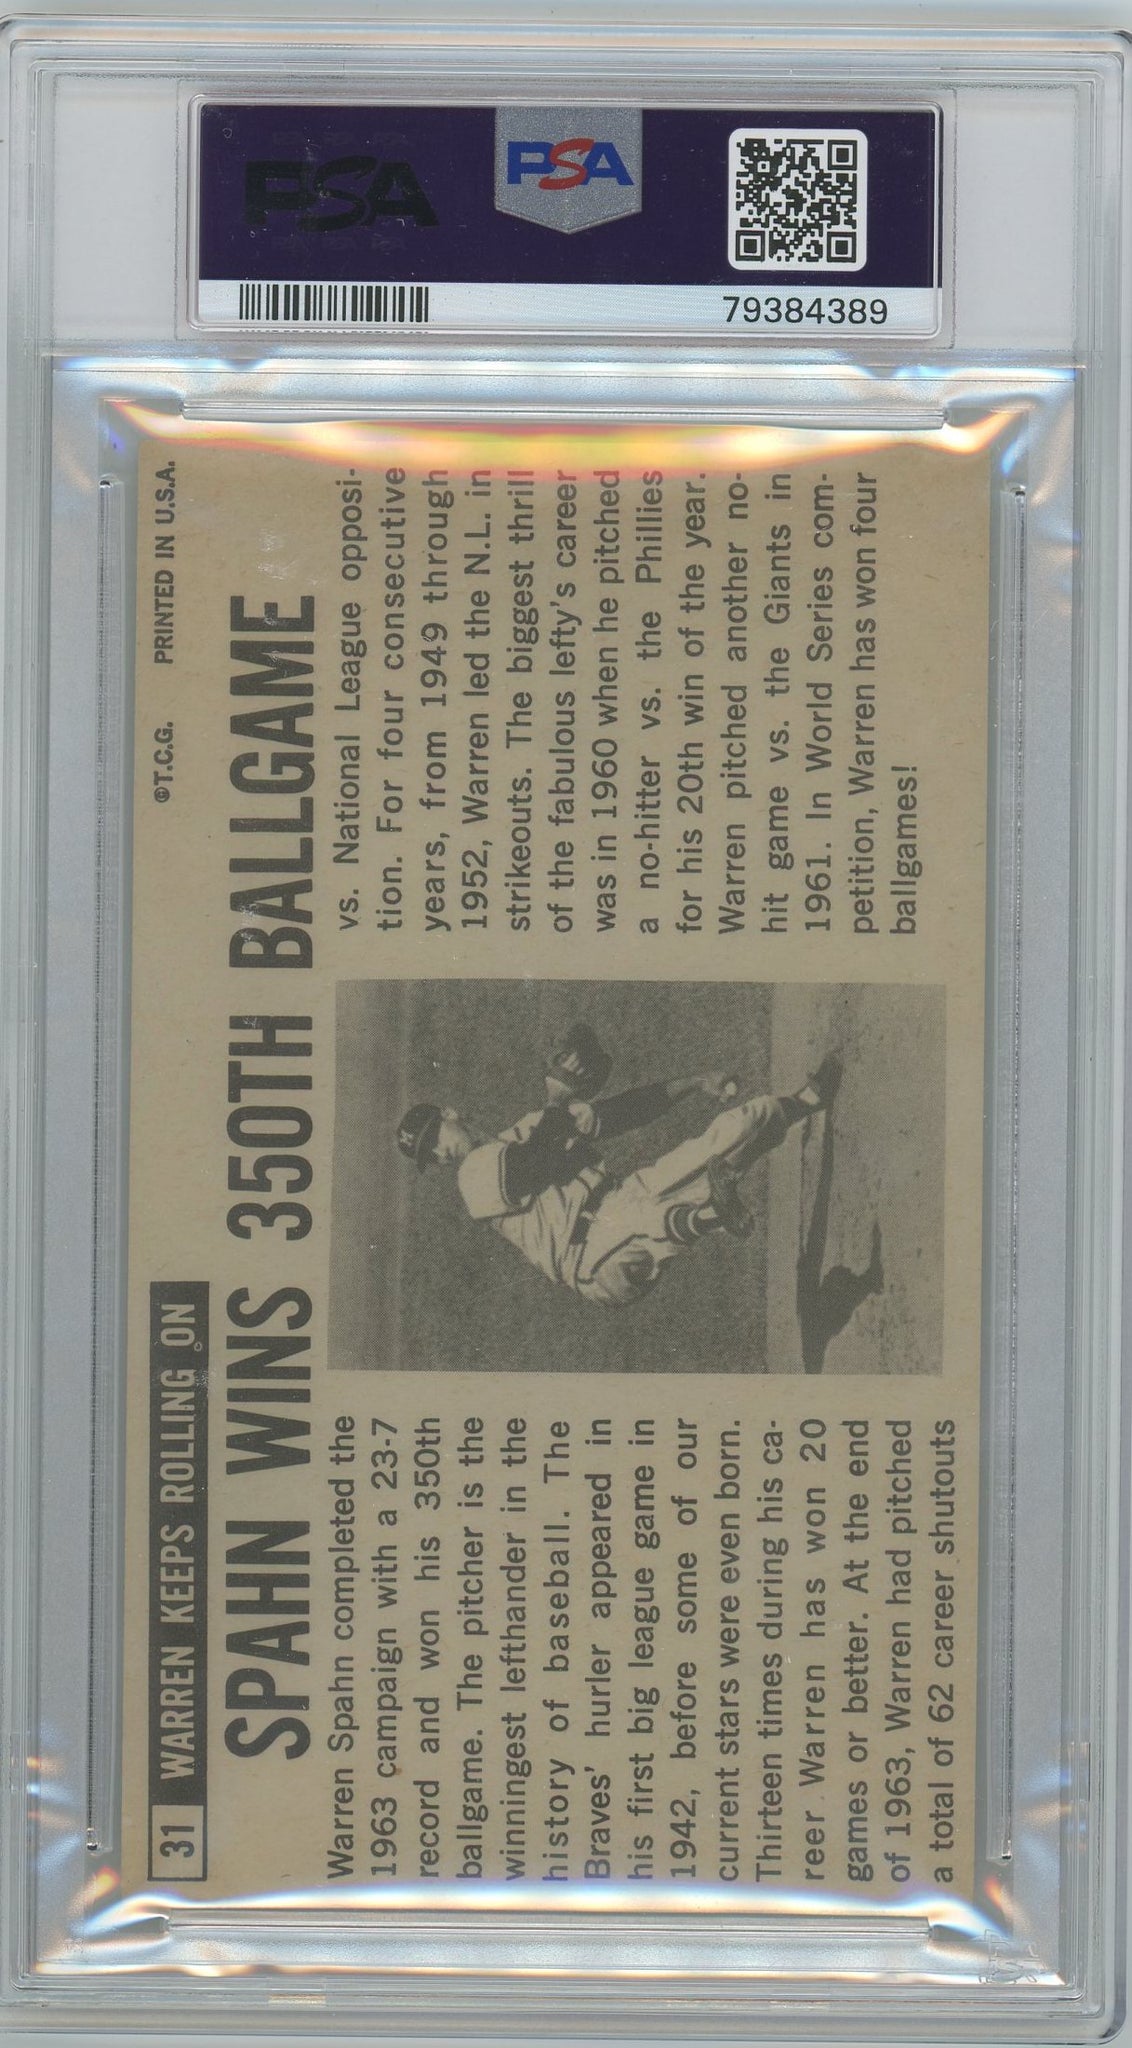 PSA
PSA
79384389
31 WARREN KEEPS ROLLING ON
©T.C.G. PRINTED IN U.S.A.
SPAHN WINS 350TH BALLGAME
Warren Spahn completed the
1963 campaign with a 23-7
record and won his 350th
ballgame. The pitcher is the
winningest lefthander in the
history of baseball. The
Braves' hurler appeared in
his first big league game in
1942, before some of our
current stars were even born.
Thirteen times during his ca-
reer Warren has won 20
games or better. At the end
of 1963, Warren had pitched
a total of 62 career shutouts
M
vs. National League opposi-
tion. For four consecutive
years, from 1949 through
1952, Warren led the N.L. in
strikeouts. The biggest thrill
of the fabulous lefty's career
was in 1960 when he pitched
a no-hitter vs. the Phillies
for his 20th win of the year.
Warren pitched another no-
hit game vs. the Giants in
1961. In World Series com-
petition, Warren has won four
ballgames!